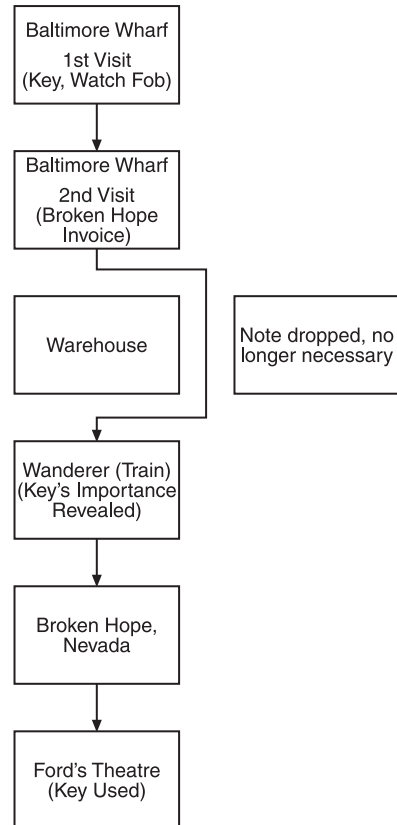 Baltimore Wharf
1st Visit
(Key, Watch Fob)
Baltimore Wharf
2nd Visit
(Broken Hope
Invoice)
Warehouse
Note dropped, no
longer necessary
Wanderer (Train)
(Key’s Importance
Revealed)
Broken Hope,
Nevada
Ford’s Theatre
(Key Used)